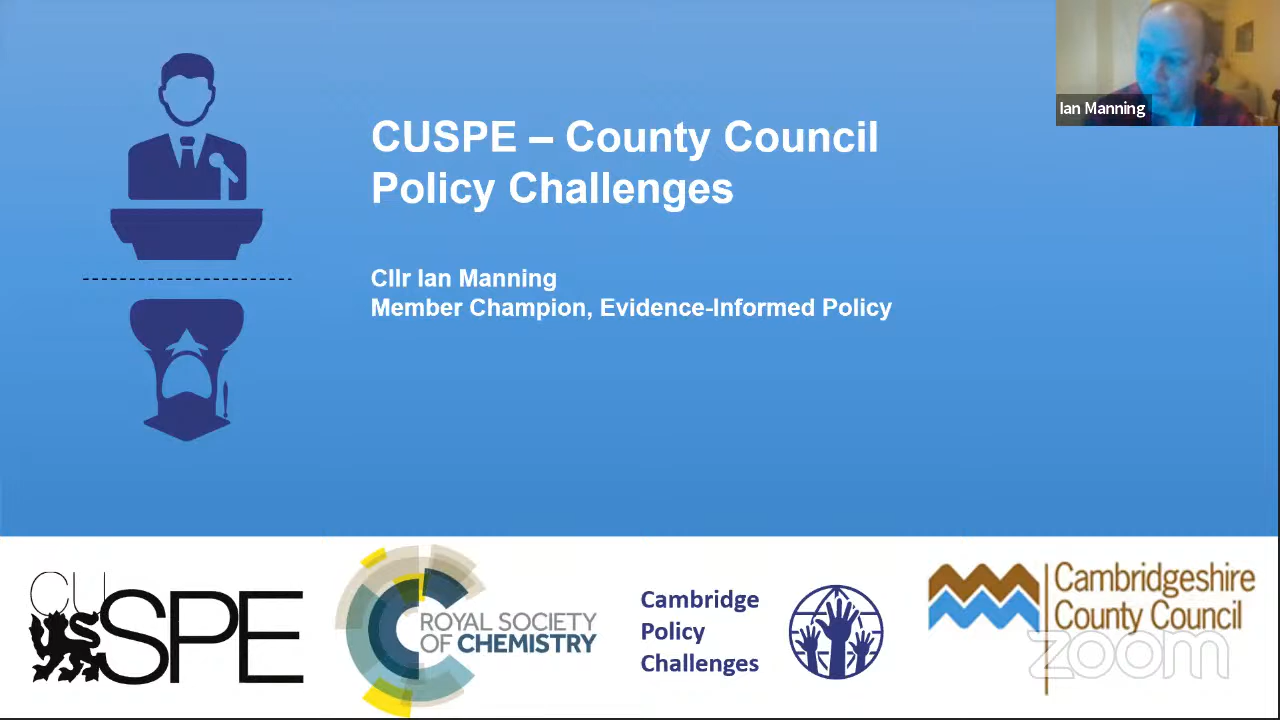 Ian Manning
CUSPE – County Council
Policy Challenges
Cllr Ian Manning
Member Champion, Evidence-Informed Policy
CUSPE
ROYAL SOCIETY
OF CHEMISTRY
Cambridge
Policy
Challenges
Cambridgeshire
County Council
zoom